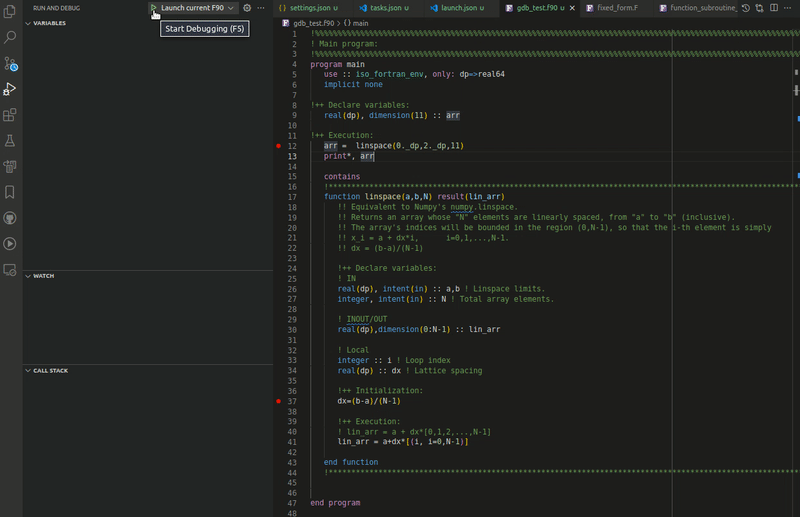 RUN AND DEBUG
Launch current F90
Start Debugging (F5)
VARIABLES
WATCH
CALL STACK
settings.json U
tasks.json U
launch.json U
gdb_test.f90 U
fixed_form.F
function_subroutine_
gdb_test.f90 > main
1 !%%%%%%%%%%%%%%%%%%%%%%%%%%%%%%%%%%%%%%%%%%%%%%%%%%%%%%%%%%%%%%%%%%%%%%%%%%%%%%%%%%%%%%%%%%%%%%%%%%%
2 ! Main program:
3 !%%%%%%%%%%%%%%%%%%%%%%%%%%%%%%%%%%%%%%%%%%%%%%%%%%%%%%%%%%%%%%%%%%%%%%%%%%%%%%%%%%%%%%%%%%%%%%%%%%%
4 program main
5 use :: iso_fortran_env, only: dp=>real64
6 implicit none
7
8 !++ Declare variables:
9 real(dp), dimension(11) :: arr
10
11 !++ Execution:
12 arr =  linspace(0._dp,2._dp,11)
13 print*, arr
14
15 contains
16 !***************************************************************************************************
17 function linspace(a,b,N) result(lin_arr)
18 !! Equivalent to Numpy's numpy.linspace.
19 !! Returns an array whose "N" elements are linearly spaced, from "a" to "b" (inclusive).
20 !! The array's indices will be bounded in the region (0,N-1), so that the i-th element is simply
21 !! x_i = a + dx*i,      i=0,1,...,N-1.
22 !! dx = (b-a)/(N-1)
23
24 !++ Declare variables:
25 ! IN
26 real(dp), intent(in) :: a,b ! Linspace limits.
27 integer, intent(in) :: N ! Total array elements.
28
29 ! INOUT/OUT
30 real(dp),dimension(0:N-1) :: lin_arr
31
32 ! Local
33 integer :: i ! Loop index
34 real(dp) :: dx ! Lattice spacing
35
36 !++ Initialization:
37 dx=(b-a)/(N-1)
38
39 !++ Execution:
40 ! lin_arr = a + dx*[0,1,2,...,N-1]
41 lin_arr = a+dx*[(i, i=0,N-1)]
42
43 end function
44 !***************************************************************************************************
45
46
47 end program
48